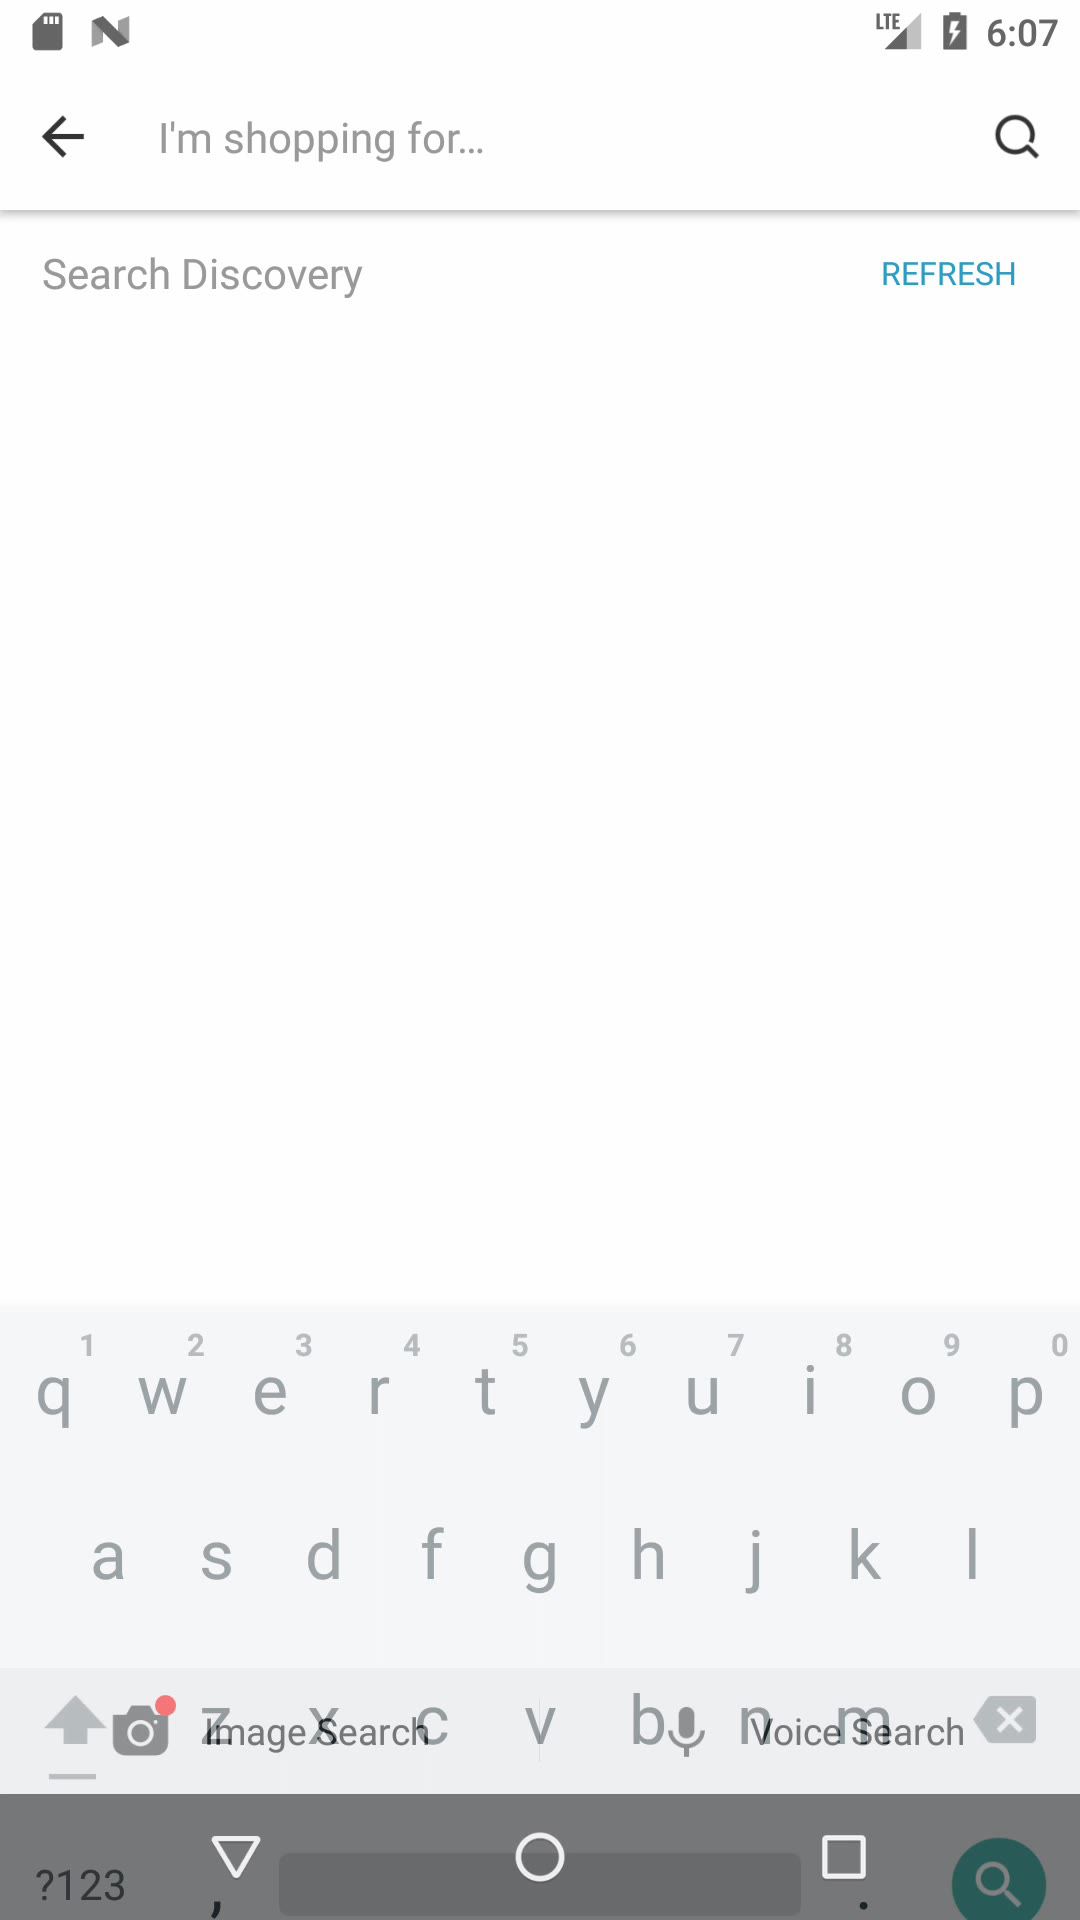 LTE 6:07
I'm shopping for...
Search Discovery REFRESH
1 2 3 4 5 6 7 8 9 0
q w e r t y u i o p
a s d f g h j k l
z x c v b n m
Image Search Voice Search
?123 , .